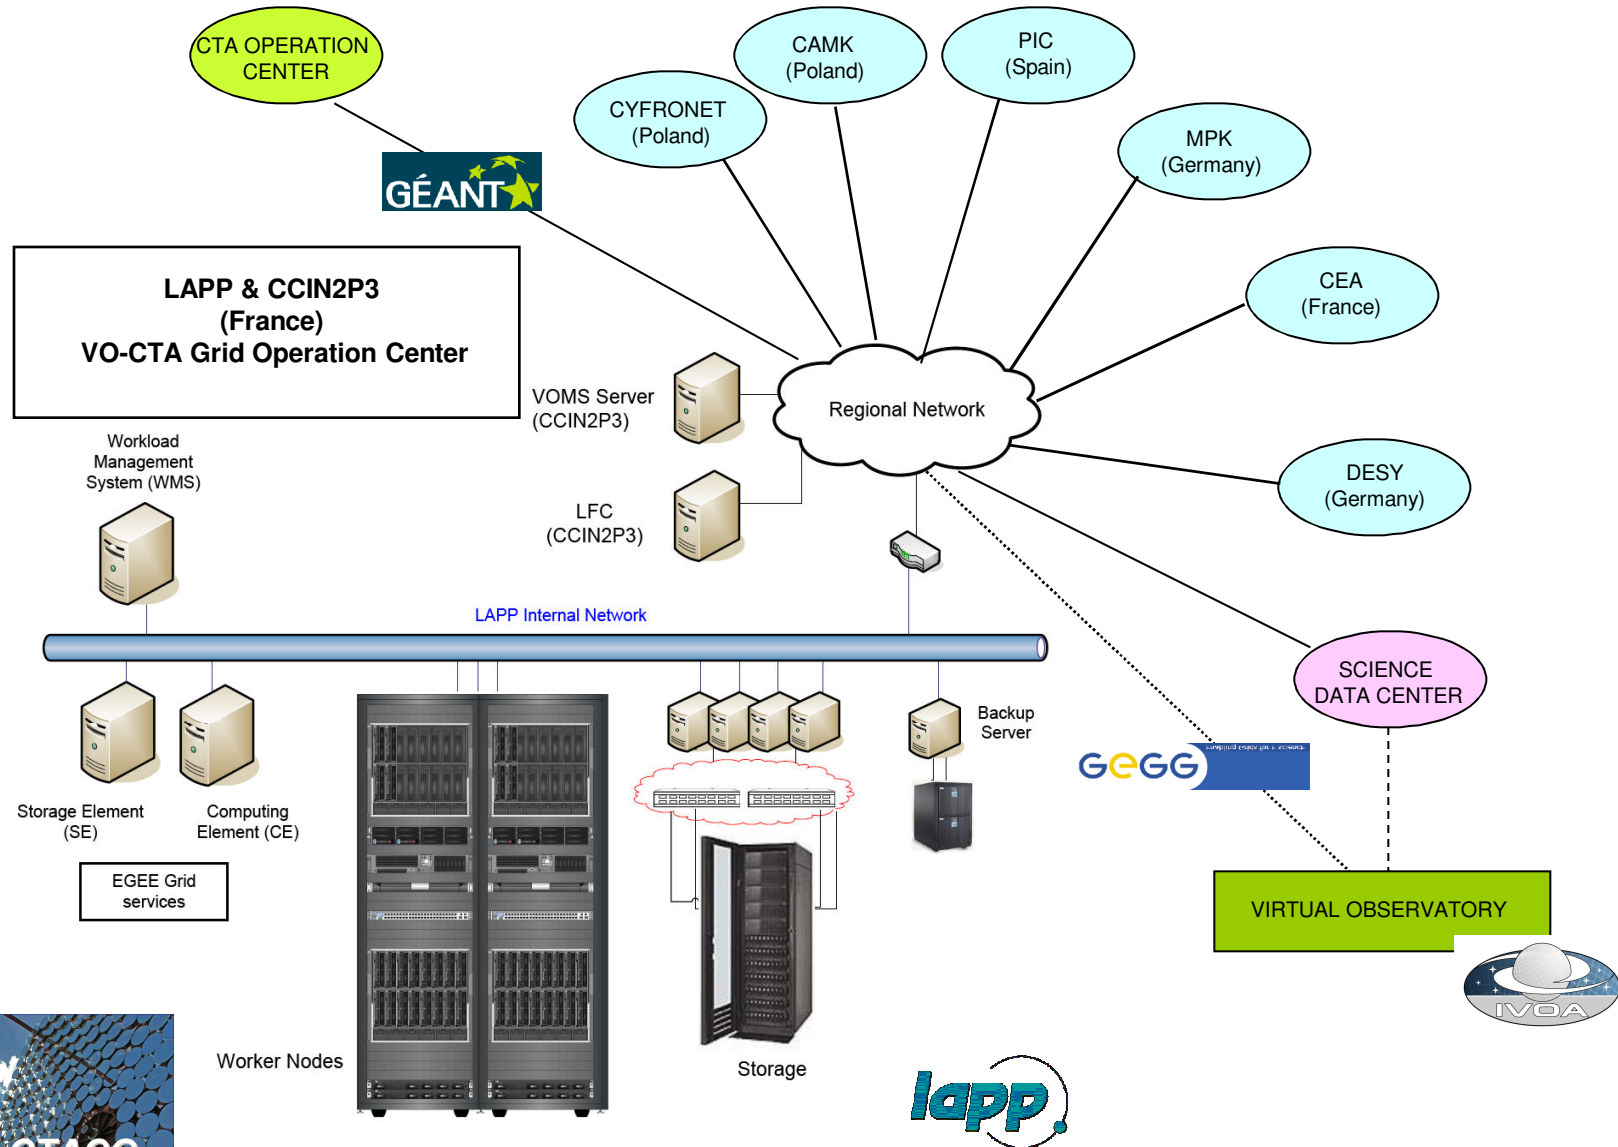 CTA OPERATION
CENTER
CAMK
(Poland)
PIC
(Spain)
CYFRONET
(Poland)
MPK
(Germany)
GÉANT
LAPP & CCIN2P3
(France)
VO-CTA Grid Operation Center
CEA
(France)
VOMS Server
(CCIN2P3)
Regional Network
Workload
Management
System (WMS)
DESY
(Germany)
LFC
(CCIN2P3)
LAPP Internal Network
SCIENCE
DATA CENTER
Backup
Server
GeGG
Storage Element
(SE)
Computing
Element (CE)
EGEE Grid
services
VIRTUAL OBSERVATORY
IVOA
Worker Nodes
Storage
lapp